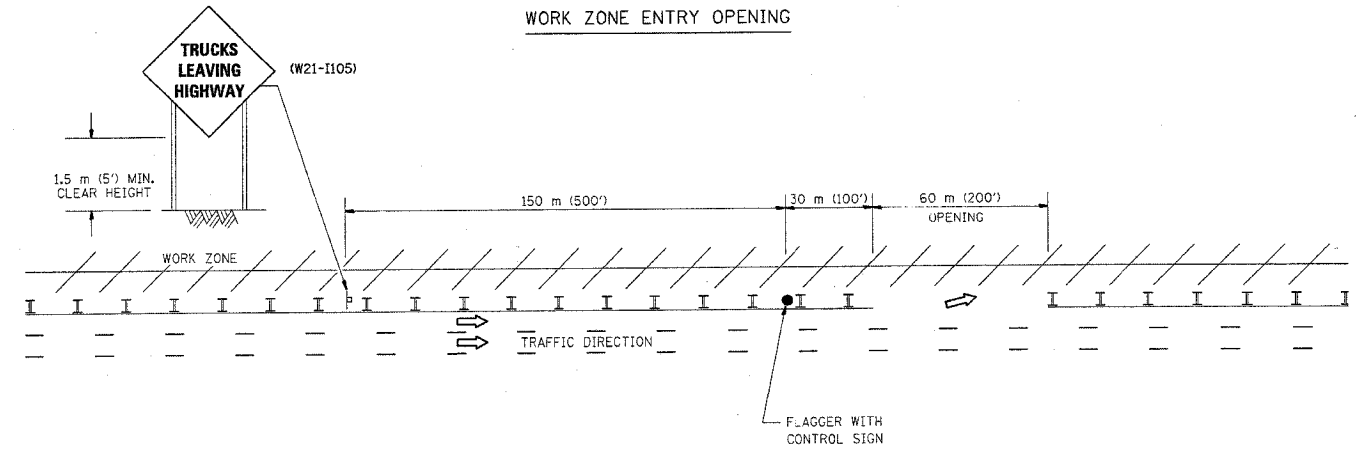 WORK ZONE ENTRY OPENING
TRUCKS
LEAVING
HIGHWAY
(W21-I105)
1.5 m (5') MIN.
CLEAR HEIGHT
150 m (500')
30 m (100')
60 m (200')
OPENING
WORK ZONE
TRAFFIC DIRECTION
FLAGGER WITH
CONTROL SIGN